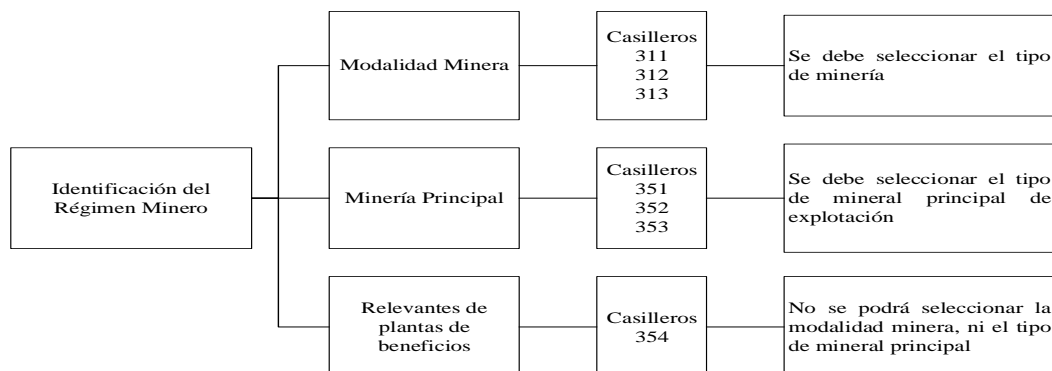 Identificación del
Régimen Minero
Modalidad Minera
Casilleros
311
312
313
Se debe seleccionar el tipo
de minería
Minería Principal
Casilleros
351
352
353
Se debe seleccionar el tipo
de mineral principal de
explotación
Relevantes de
plantas de
beneficios
Casilleros
354
No se podrá seleccionar la
modalidad minera, ni el tipo
de mineral principal